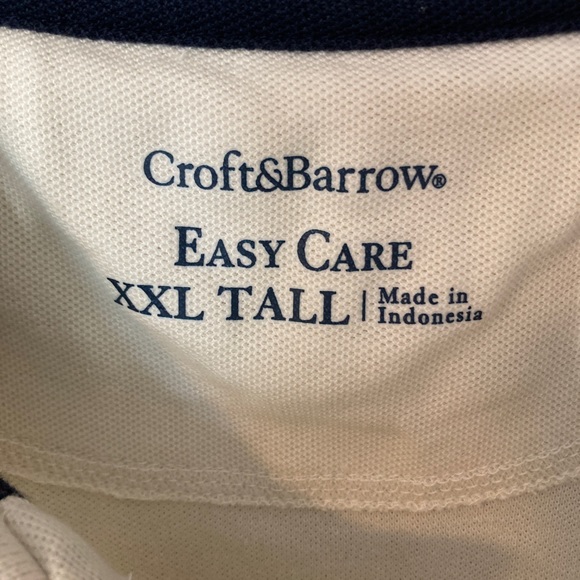 Croft&Barrow®
EASY CARE
XXL TALL | Made in
Indonesia